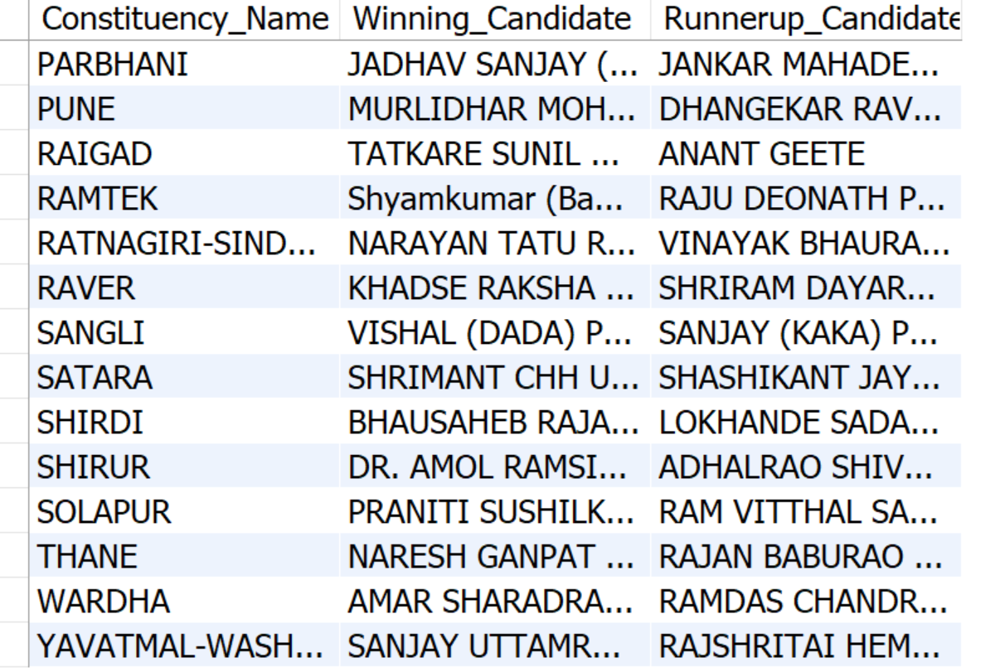 Constituency_Name Winning_Candidate Runnerup_Candidate
PARBHANI JADHAV SANJAY (... JANKAR MAHADE...
PUNE MURLIDHAR MOH... DHANGEKAR RAV...
RAIGAD TATKARE SUNIL ... ANANT GEETE
RAMTEK Shyamkumar (Ba... RAJU DEONATH P...
RATNAGIRI-SIND... NARAYAN TATU R... VINAYAK BHAURA...
RAVER KHADSE RAKSHA ... SHRIRAM DAYAR...
SANGLI VISHAL (DADA) P... SANJAY (KAKA) P...
SATARA SHRIMANT CHH U... SHASHIKANT JAY...
SHIRDI BHAUSAHEB RAJA... LOKHANDE SADA...
SHIRUR DR. AMOL RAMSI... ADHALRAO SHIV...
SOLAPUR PRANITI SUSHILK... RAM VITTHAL SA...
THANE NARESH GANPAT ... RAJAN BABURAO ...
WARDHA AMAR SHARADRA... RAMDAS CHANDR...
YAVATMAL-WASH... SANJAY UTTAMR... RAJSHRITAI HEM...